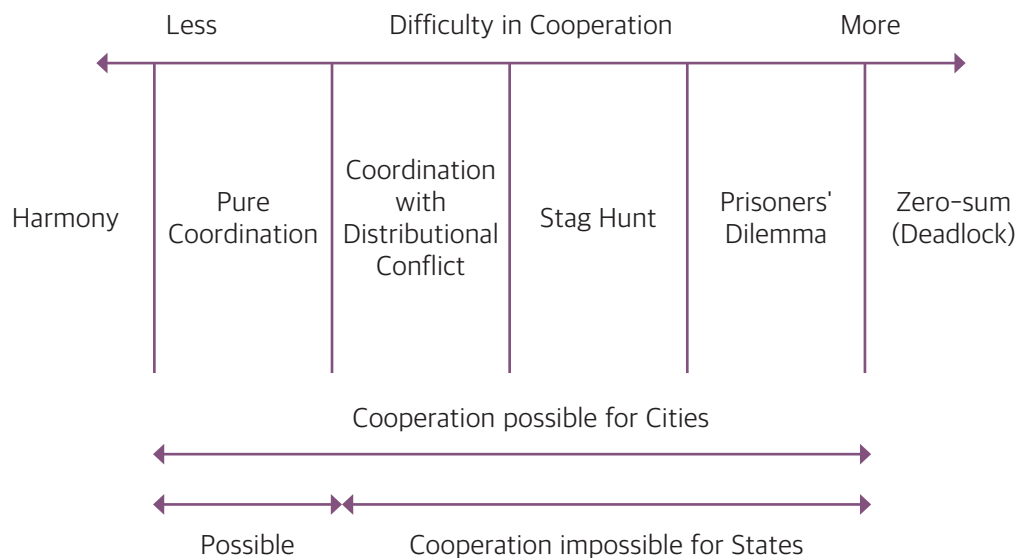 Less Difficulty in Cooperation More
Harmony
Pure
Coordination
Coordination
with
Distributional
Conflict
Stag Hunt
Prisoners'
Dilemma
Zero-sum
(Deadlock)
Cooperation possible for Cities
Possible
Cooperation impossible for States